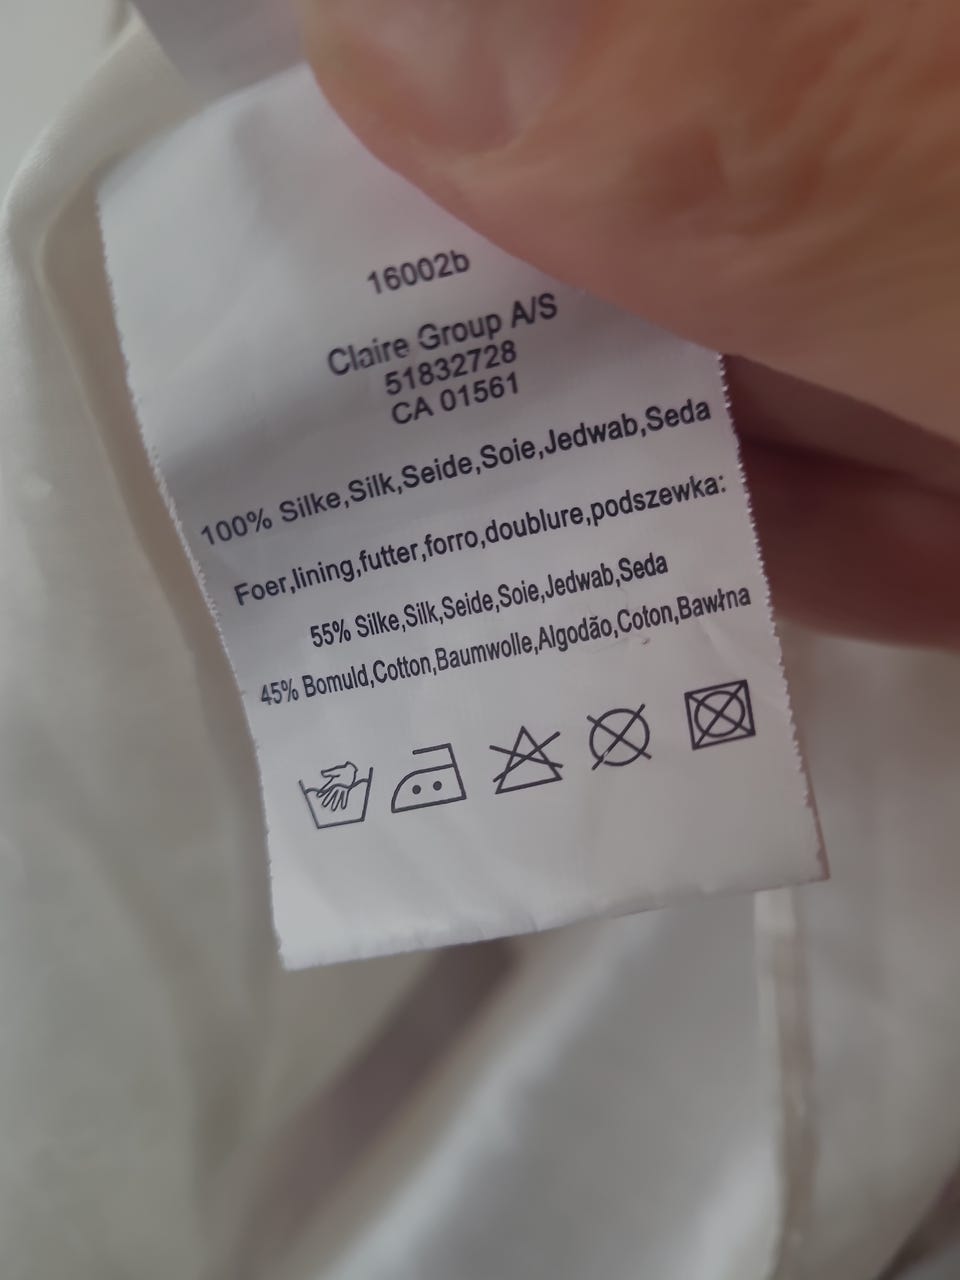 16002b
Claire Group A/S
51832728
CA 01561
100% Silke,Silk,Seide,Soie,Jedwab,Seda
Foer,lining,futter,forro,doublure,podszewka:
55% Silke,Silk,Seide,Soie,Jedwab,Seda
45% Bomuld,Cotton,Baumwolle,Algodão,Coton,Bawłna